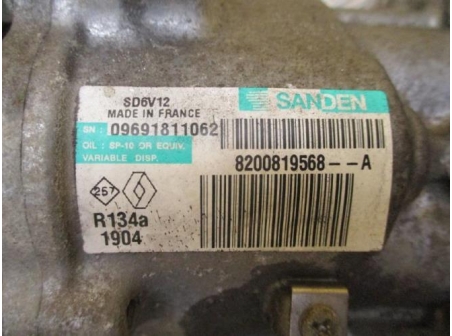 SD6V12
MADE IN FRANCE
SANDEN
SN: 09691811062
OIL : SP-10 OR EQUIV.
VARIABLE DISP.
8200819568--A
257
R134a
1904